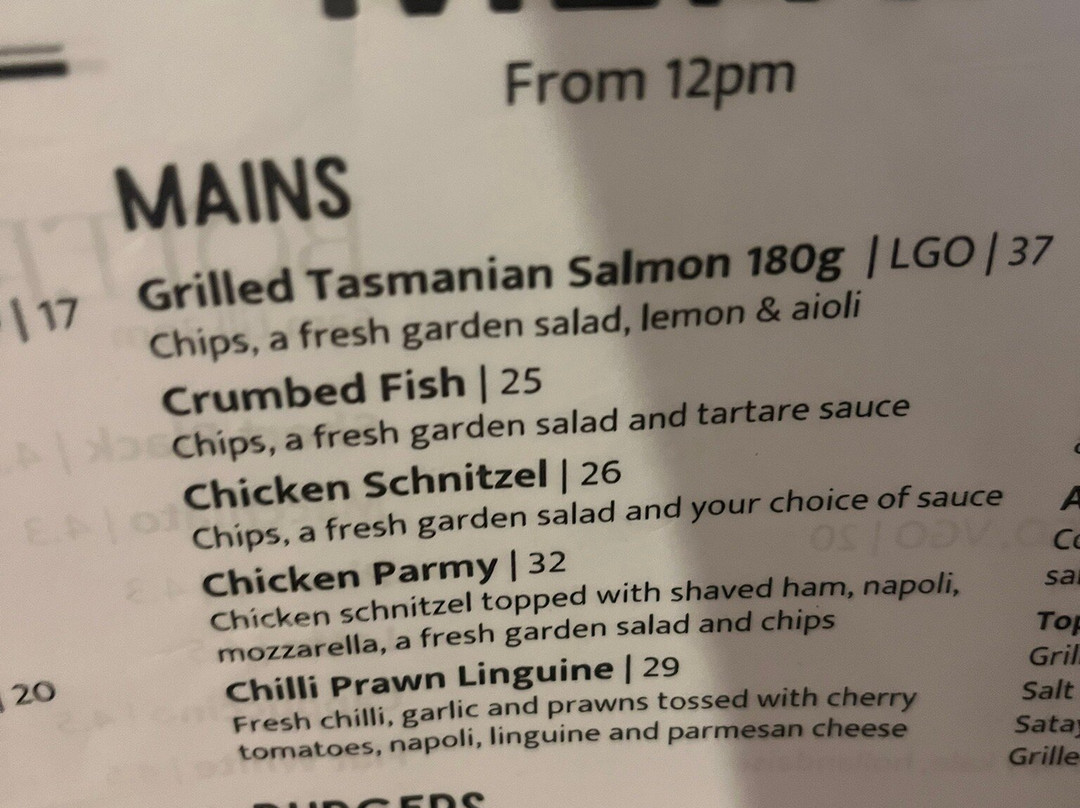 From 12pm
MAINS
| 17
Grilled Tasmanian Salmon 180g | LGO | 37
Chips, a fresh garden salad, lemon & aioli
Crumbed Fish | 25
Chips, a fresh garden salad and tartare sauce
Chicken Schnitzel | 26
Chips, a fresh garden salad and your choice of sauce
Chicken Parmy | 32
Chicken schnitzel topped with shaved ham, napoli,
mozzarella, a fresh garden salad and chips
Chilli Prawn Linguine | 29
Fresh chilli, garlic and prawns tossed with cherry
tomatoes, napoli, linguine and parmesan cheese
| 20
BURGERS
Salt